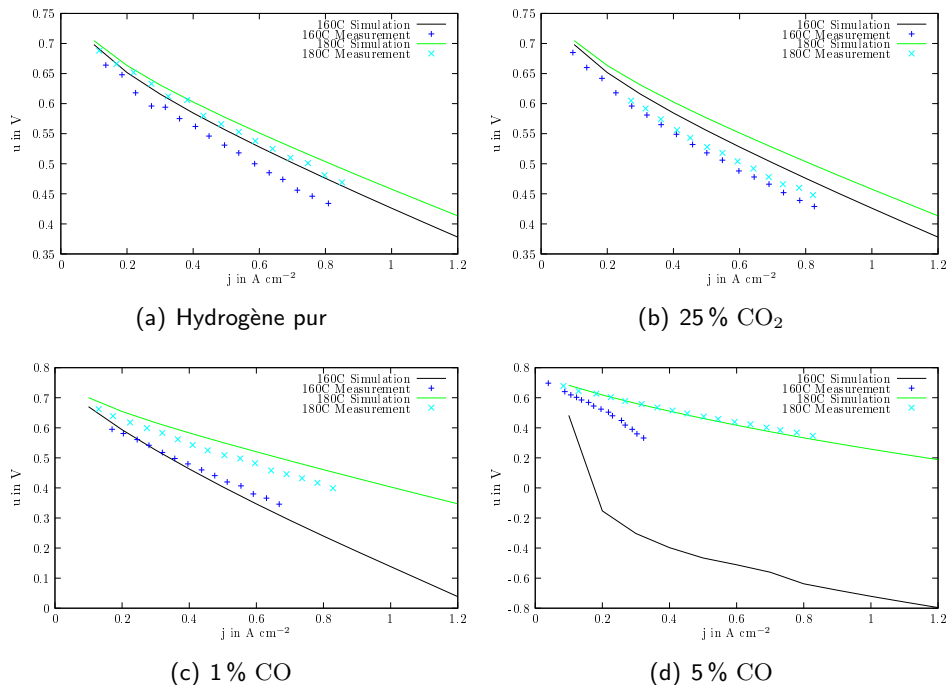 0.75
0.7
0.65
0.6
0.55
0.5
0.45
0.4
0.35
u in V
160C Simulation
160C Measurement
180C Simulation
180C Measurement
0 0.2 0.4 0.6 0.8 1 1.2
j in A cm⁻²
(a) Hydrogène pur
0.75
0.7
0.65
0.6
0.55
0.5
0.45
0.4
0.35
u in V
160C Simulation
160C Measurement
180C Simulation
180C Measurement
0 0.2 0.4 0.6 0.8 1 1.2
j in A cm⁻²
(b) 25 % CO₂
0.8
0.7
0.6
0.5
0.4
0.3
0.2
0.1
0
u in V
160C Simulation
160C Measurement
180C Simulation
180C Measurement
0 0.2 0.4 0.6 0.8 1 1.2
j in A cm⁻²
(c) 1 % CO
0.8
0.6
0.4
0.2
0
-0.2
-0.4
-0.6
-0.8
u in V
160C Simulation
160C Measurement
180C Simulation
180C Measurement
0 0.2 0.4 0.6 0.8 1 1.2
j in A cm⁻²
(d) 5 % CO